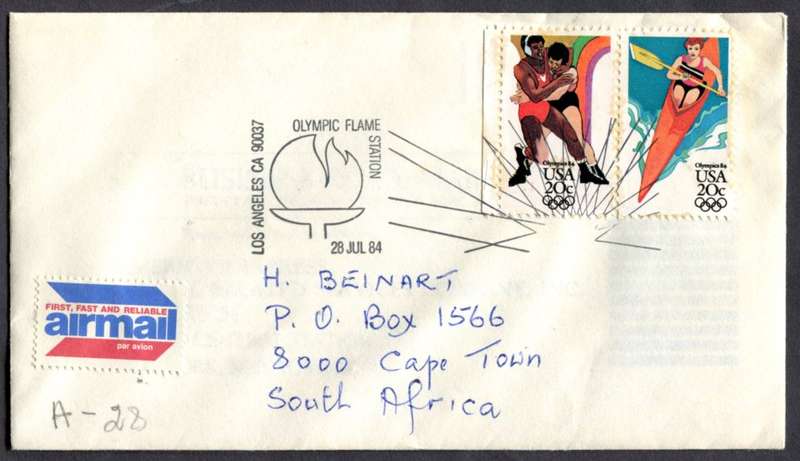 LOS ANGELES CA 90037
OLYMPIC FLAME
STATION
28 JUL 84
Olympics 84
USA
20c
Olympics 84
USA
20c
H. BEINART
P. O. Box 1566
8000 Cape Town
South Africa
FIRST, FAST AND RELIABLE
airmail
par avion
A-28